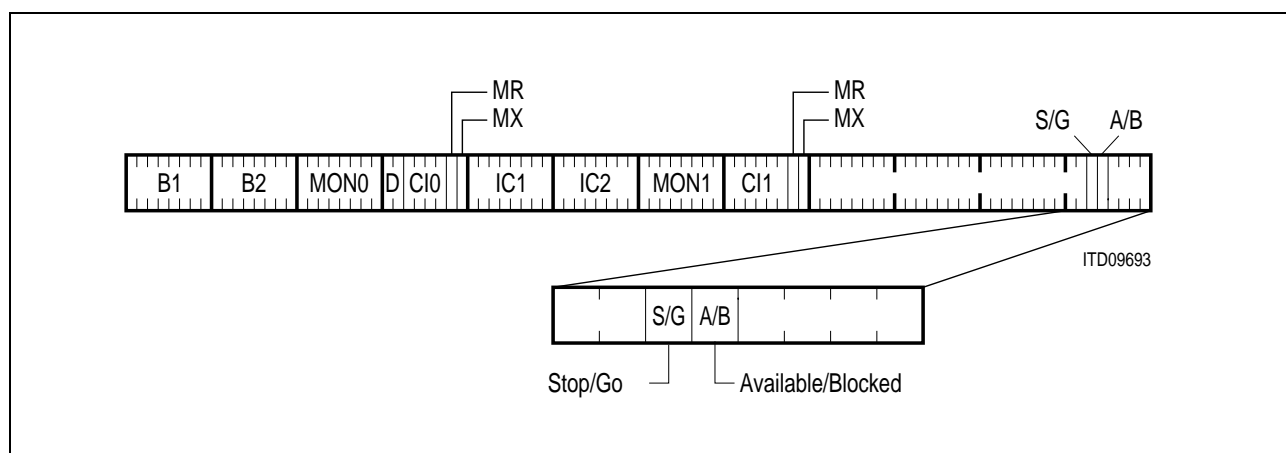 MR
MX
MR
MX
S/G A/B
B1 B2 MON0 D CI0 IC1 IC2 MON1 CI1
ITD09693
S/G A/B
Stop/Go Available/Blocked